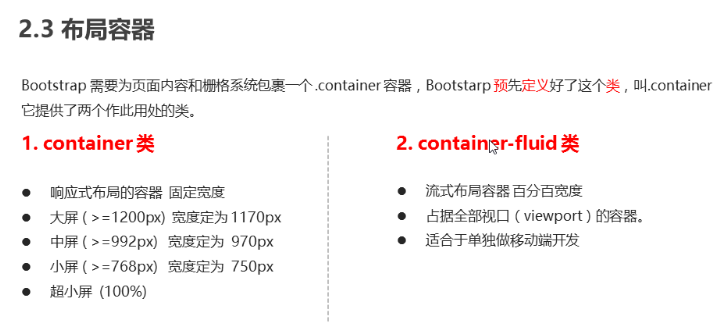 2.3 布局容器
Bootstrap 需要为页面内容和栅格系统包裹一个 .container 容器，Bootstarp 预先定义好了这个类，叫.container
它提供了两个作此用处的类。
1. container 类
● 响应式布局的容器 固定宽度
● 大屏 ( >=1200px) 宽度定为 1170px
● 中屏 ( >=992px) 宽度定为 970px
● 小屏 ( >=768px) 宽度定为 750px
● 超小屏 (100%)
2. container-fluid 类
● 流式布局容器 百分百宽度
● 占据全部视口（viewport）的容器。
● 适合于单独做移动端开发